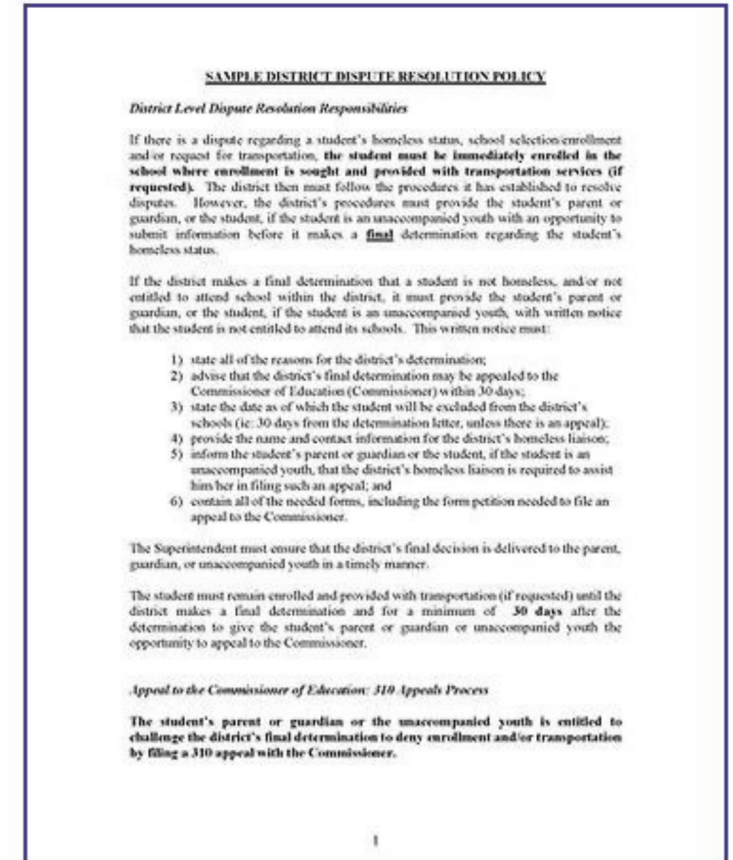 SAMPLE DISTRICT DISPUTE RESOLUTION POLICY
District Level Dispute Resolution Responsibilities
If there is a dispute regarding a student's homeless status, school selection/enrollment
and/or request for transportation, the student must be immediately enrolled in the
school where enrollment is sought and provided with transportation services (if
requested). The district then must follow the procedures it has established to resolve
disputes. However, the district's procedures must provide the student's parent or
guardian, or the student, if the student is an unaccompanied youth with an opportunity to
submit information before it makes a final determination regarding the student's
homeless status.
If the district makes a final determination that a student is not homeless, and/or not
entitled to attend school within the district, it must provide the student's parent or
guardian, or the student, if the student is an unaccompanied youth, with written notice
that the student is not entitled to attend its schools. This written notice must:
1) state all of the reasons for the district's determination;
2) advise that the district's final determination may be appealed to the
Commissioner of Education (Commissioner) within 30 days;
3) state the date as of which the student will be excluded from the district's
schools (ie: 30 days from the determination letter, unless there is an appeal);
4) provide the name and contact information for the district's homeless liaison;
5) inform the student's parent or guardian or the student, if the student is an
unaccompanied youth, that the district's homeless liaison is required to assist
him/her in filing such an appeal; and
6) contain all of the needed forms, including the form petition needed to file an
appeal to the Commissioner.
The Superintendent must ensure that the district's final decision is delivered to the parent,
guardian, or unaccompanied youth in a timely manner.
The student must remain enrolled and provided with transportation (if requested) until the
district makes a final determination and for a minimum of 30 days after the
determination to give the student's parent or guardian or unaccompanied youth the
opportunity to appeal to the Commissioner.
Appeal to the Commissioner of Education: 310 Appeals Process
The student's parent or guardian or the unaccompanied youth is entitled to
challenge the district's final determination to deny enrollment and/or transportation
by filing a 310 appeal with the Commissioner.
1